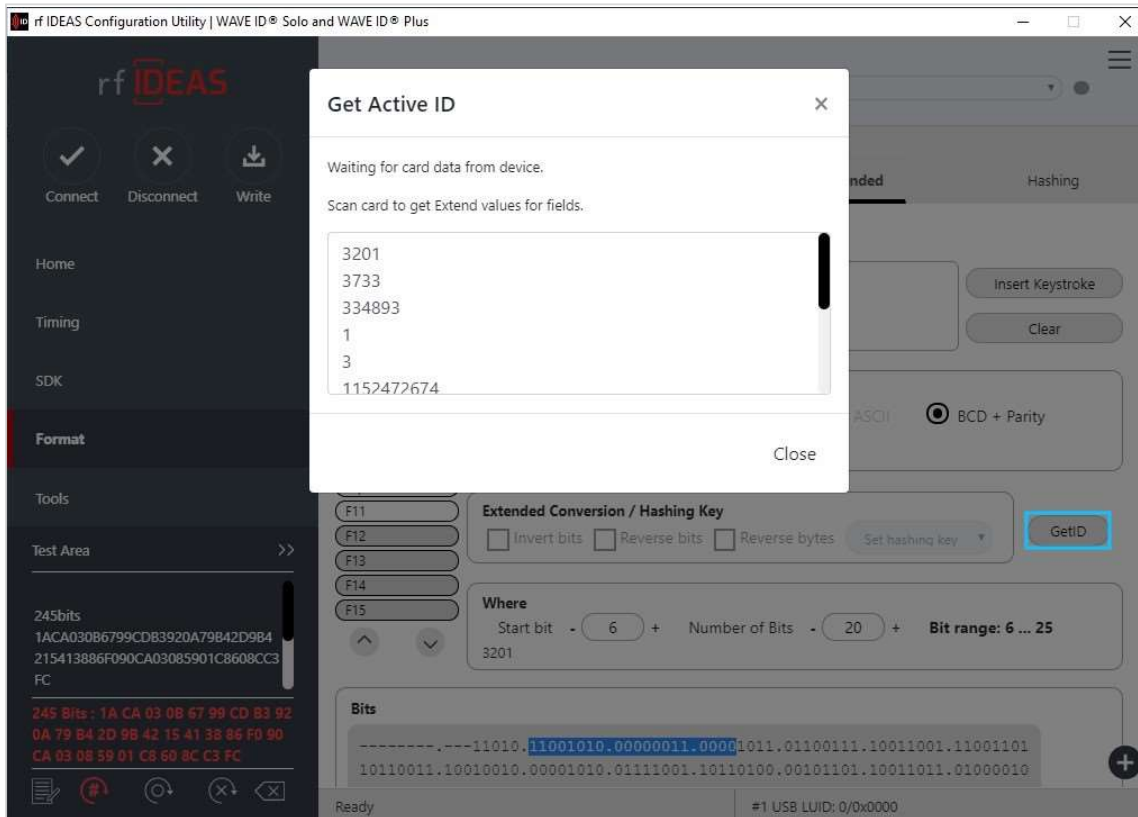 rf IDEAS Configuration Utility | WAVE ID® Solo and WAVE ID® Plus
rf IDEAS
Connect Disconnect Write
Home
Timing
SDK
Format
Tools
Test Area >>
245bits
1ACA030B6799CDB3920A79B42D9B4
215413886F090CA03085901C8608CC3
FC
245 Bits : 1A CA 03 0B 67 99 CD B3 92
0A 79 B4 2D 9B 42 15 41 38 86 F0 90
CA 03 08 59 01 C8 60 8C C3 FC
Get Active ID
Waiting for card data from device.
Scan card to get Extend values for fields.
3201
3733
334893
1
3
1152472674
Close
nded Hashing
Insert Keystroke
Clear
ASCII BCD + Parity
F11
F12
F13
F14
F15
Extended Conversion / Hashing Key
Invert bits Reverse bits Reverse bytes Set hashing key
GetID
Where
Start bit - 6 + Number of Bits - 20 + Bit range: 6 ... 25
3201
Bits
--------.---11010.11001010.00000011.00001011.01100111.10011001.11001101
10110011.10010010.00001010.01111001.10110100.00101101.10011011.01000010
Ready #1 USB LUID: 0/0x0000